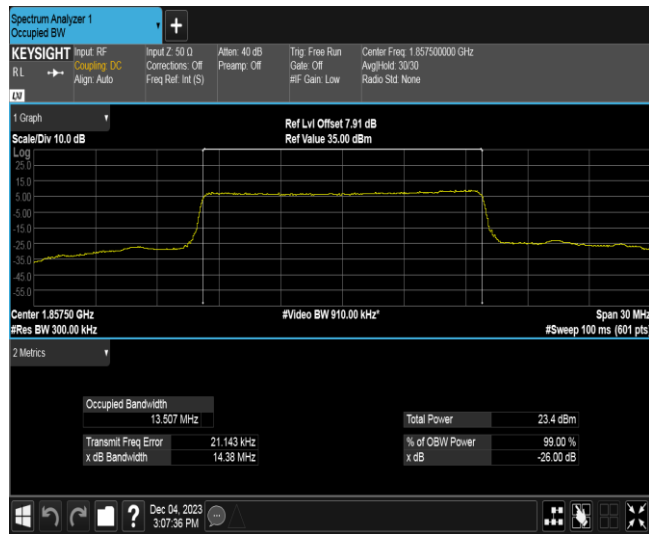 Spectrum Analyzer 1
Occupied BW
+
KEYSIGHT
RL
LXI
Input: RF
Coupling: DC
Align: Auto
Input Z: 50 Ω
Corrections: Off
Freq Ref: Int (S)
Atten: 40 dB
Preamp: Off
Trig: Free Run
Gate: Off
#IF Gain: Low
Center Freq: 1.857500000 GHz
Avg|Hold: 30/30
Radio Std: None
1 Graph
Scale/Div 10.0 dB
Ref Lvl Offset 7.91 dB
Ref Value 35.00 dBm
Log
25.0
15.0
5.00
-5.00
-15.0
-25.0
-35.0
-45.0
-55.0
Center 1.85750 GHz
#Res BW 300.00 kHz
#Video BW 910.00 kHz*
Span 30 MHz
#Sweep 100 ms (601 pts)
2 Metrics
Occupied Bandwidth
13.507 MHz
Transmit Freq Error 21.143 kHz
x dB Bandwidth 14.38 MHz
Total Power 23.4 dBm
% of OBW Power 99.00 %
x dB -26.00 dB
?
Dec 04, 2023
3:07:36 PM